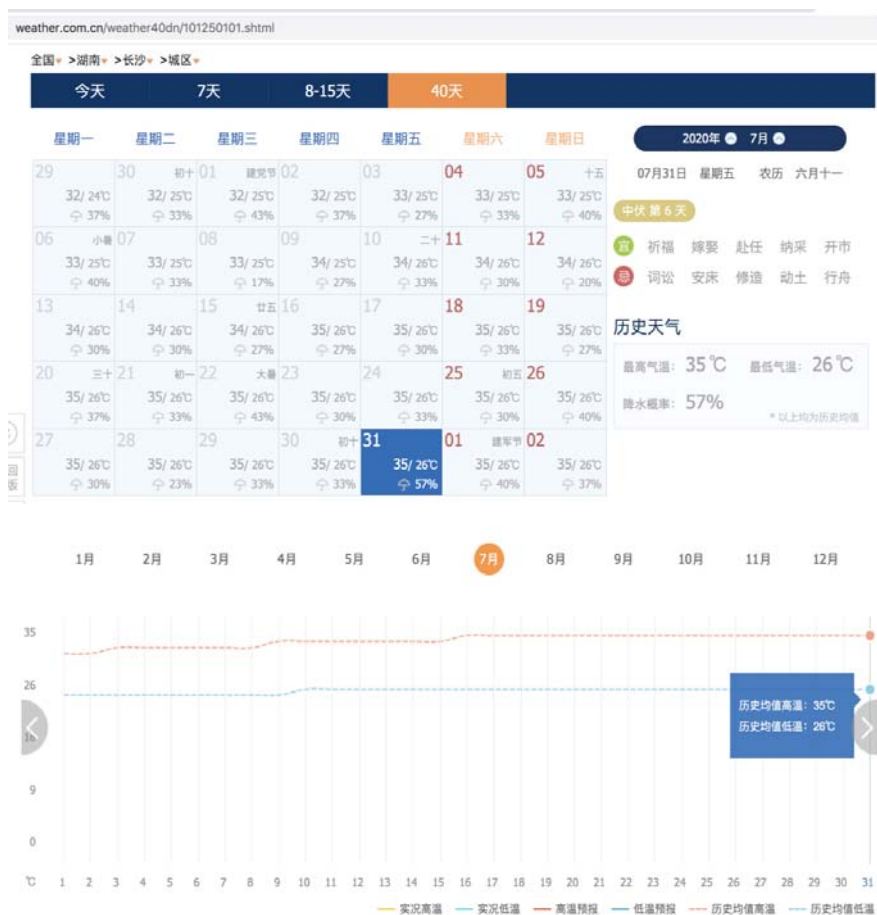 weather.com.cn/weather40dn/101250101.shtml
全国 >湖南 >长沙 >城区
今天 7天 8-15天 40天
星期一 星期二 星期三 星期四 星期五 星期六 星期日
2020年 7月
07月31日 星期五 农历 六月十一
中伏 第 6 天
宜 祈福 嫁娶 赴任 纳采 开市
忌 词讼 安床 修造 动土 行舟
29 30 初十 01 建党节 02 03 04 05 十五
32/ 24℃ 32/ 25℃ 32/ 25℃ 32/ 25℃ 33/ 25℃ 33/ 25℃ 33/ 25℃
37% 33% 43% 37% 27% 33% 40%
06 小暑 07 08 09 10 二十 11 12
33/ 25℃ 33/ 25℃ 33/ 25℃ 34/ 25℃ 34/ 26℃ 34/ 26℃ 34/ 26℃
40% 33% 17% 27% 33% 30% 20%
13 14 15 廿五 16 17 18 19
34/ 26℃ 34/ 26℃ 34/ 26℃ 35/ 26℃ 35/ 26℃ 35/ 26℃ 35/ 26℃
30% 30% 27% 27% 30% 33% 27%
20 三十 21 初一 22 大暑 23 24 25 初五 26
35/ 26℃ 35/ 26℃ 35/ 26℃ 35/ 26℃ 35/ 26℃ 35/ 26℃ 35/ 26℃
37% 33% 43% 30% 33% 30% 40%
27 28 29 30 初十 31 01 建军节 02
35/ 26℃ 35/ 26℃ 35/ 26℃ 35/ 26℃ 35/ 26℃ 35/ 26℃ 35/ 26℃
30% 23% 33% 33% 57% 40% 37%
历史天气
最高气温: 35℃ 最低气温: 26℃
降水概率: 57%
* 以上均为历史均值
回
版
1月 2月 3月 4月 5月 6月 7月 8月 9月 10月 11月 12月
35
26
18
9
0
历史均值高温: 35℃
历史均值低温: 26℃
℃ 1 2 3 4 5 6 7 8 9 10 11 12 13 14 15 16 17 18 19 20 21 22 23 24 25 26 27 28 29 30 31
实况高温 实况低温 高温预报 低温预报 历史均值高温 历史均值低温